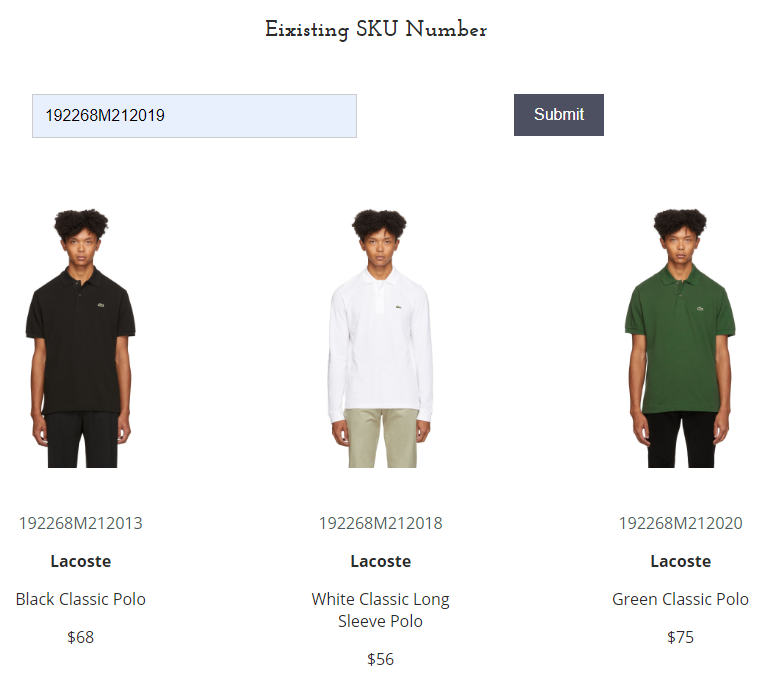 Eixisting SKU Number
192268M212019
Submit
192268M212013
192268M212018
192268M212020
Lacoste
Lacoste
Lacoste
Black Classic Polo
White Classic Long
Sleeve Polo
Green Classic Polo
$68
$56
$75